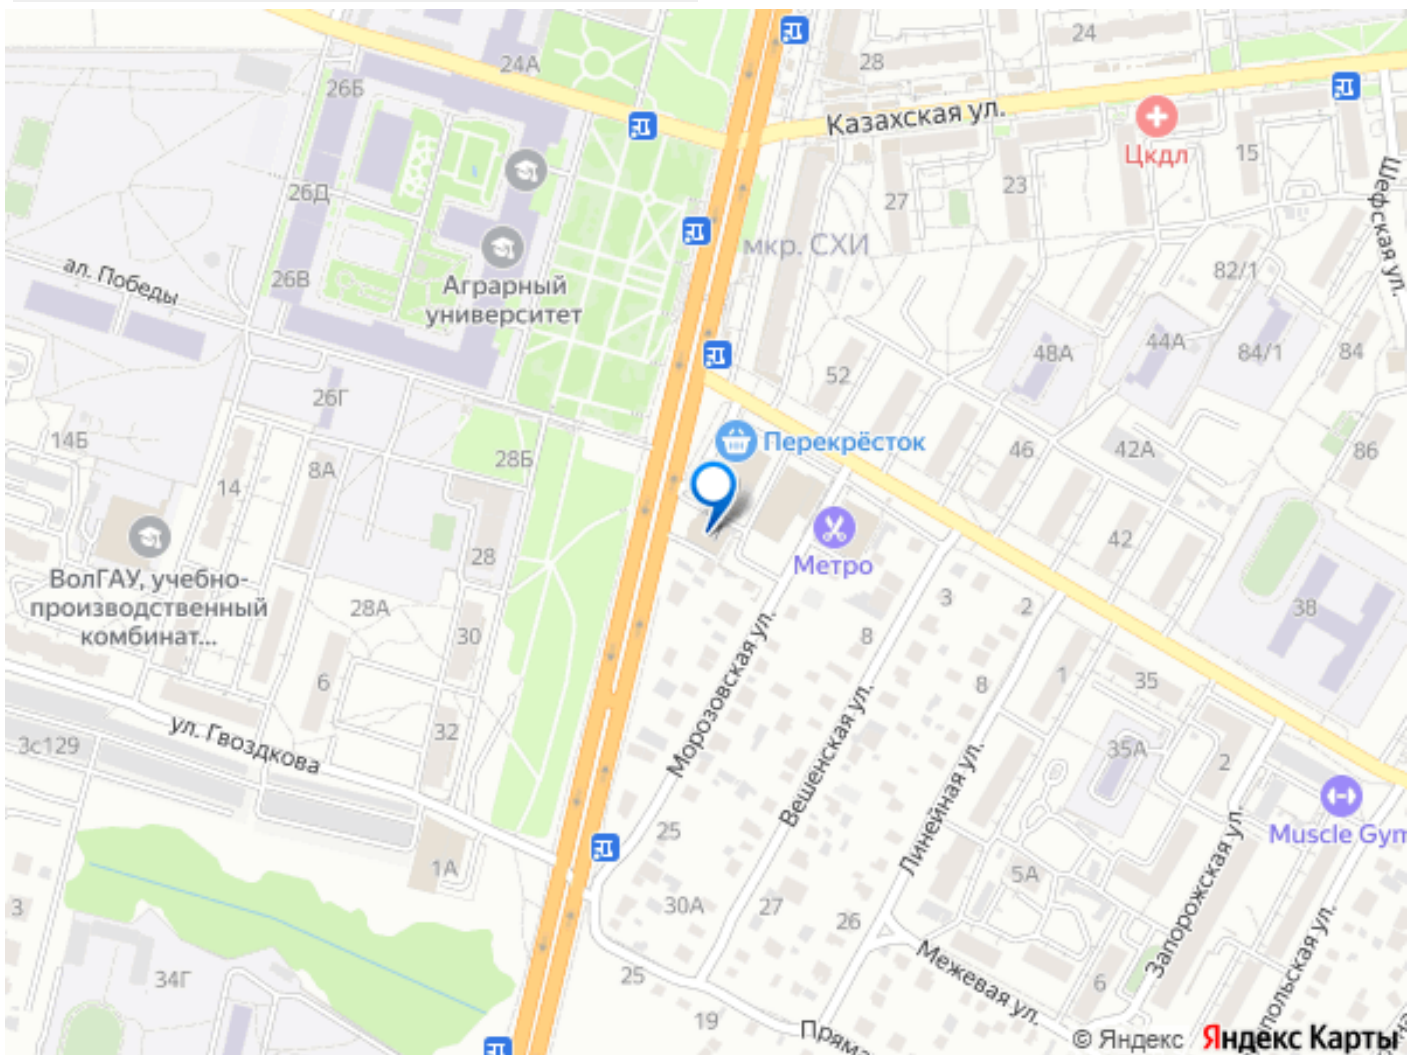 24А
28
24
26Б
Казахская ул.
Цкдл
15
23
27
26Д
Шефская ул.
мкр. СХИ
ал. Победы
26В
Аграрный
университет
82/1
48А
44А
84/1
84
52
26Г
14Б
28Б
8А
14
Перекрёсток
46
42А
86
42
28
Метро
ВолГАУ, учебно-
производственный
комбинат...
28А
30
3
2
8
38
6
8
1
35
Морозовская ул.
Вешенская ул.
Линейная ул.
32
3с129
ул. Гвоздкова
35А
2
Muscle Gym
25
1А
5А
Запорожская ул.
3
30А
27
26
Межевая ул.
34Г
25
6
19
© Яндекс
Яндекс Карты